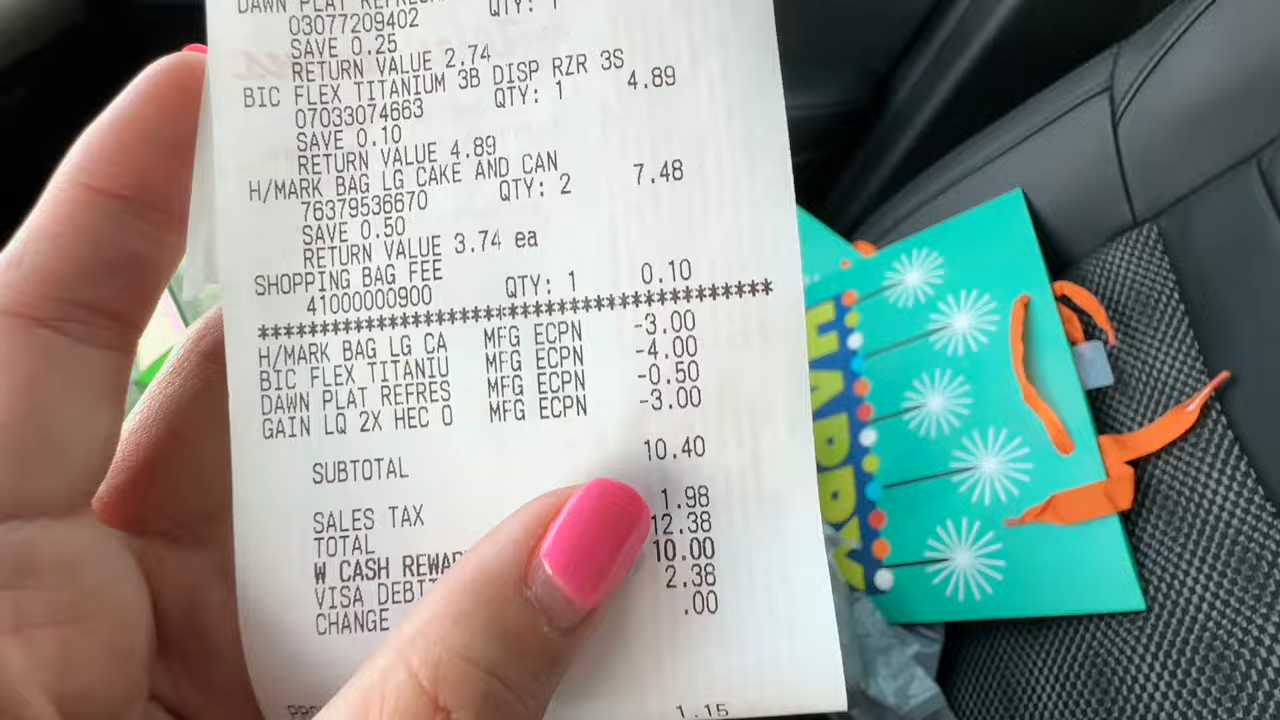 DAWN PLAT REFRESH QTY: 1
03077209402
SAVE 0.25
RETURN VALUE 2.74
BIC FLEX TITANIUM 3B DISP RZR 3S
QTY: 1 4.89
07033074663
SAVE 0.10
RETURN VALUE 4.89
H/MARK BAG LG CAKE AND CAN
QTY: 2 7.48
76379536670
SAVE 0.50
RETURN VALUE 3.74 ea
SHOPPING BAG FEE
QTY: 1 0.10
41000000900
**************************************
H/MARK BAG LG CA MFG ECPN -3.00
BIC FLEX TITANIU MFG ECPN -4.00
DAWN PLAT REFRES MFG ECPN -0.50
GAIN LQ 2X HEC O MFG ECPN -3.00
SUBTOTAL 10.40
SALES TAX 1.98
TOTAL 12.38
W CASH 10.00
VISA 2.38
CHANGE .00
1.15
HAPPY